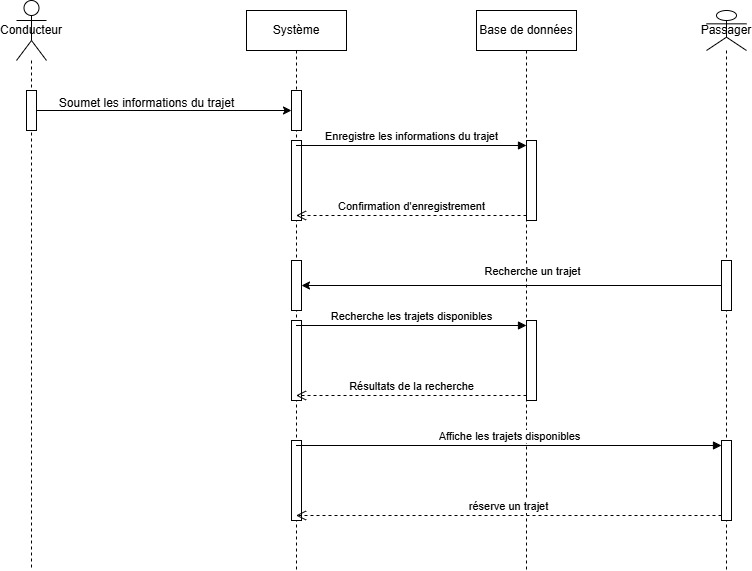 Conducteur
Système
Base de données
Passager
Soumet les informations du trajet
Enregistre les informations du trajet
Confirmation d'enregistrement
Recherche un trajet
Recherche les trajets disponibles
Résultats de la recherche
Affiche les trajets disponibles
réserve un trajet